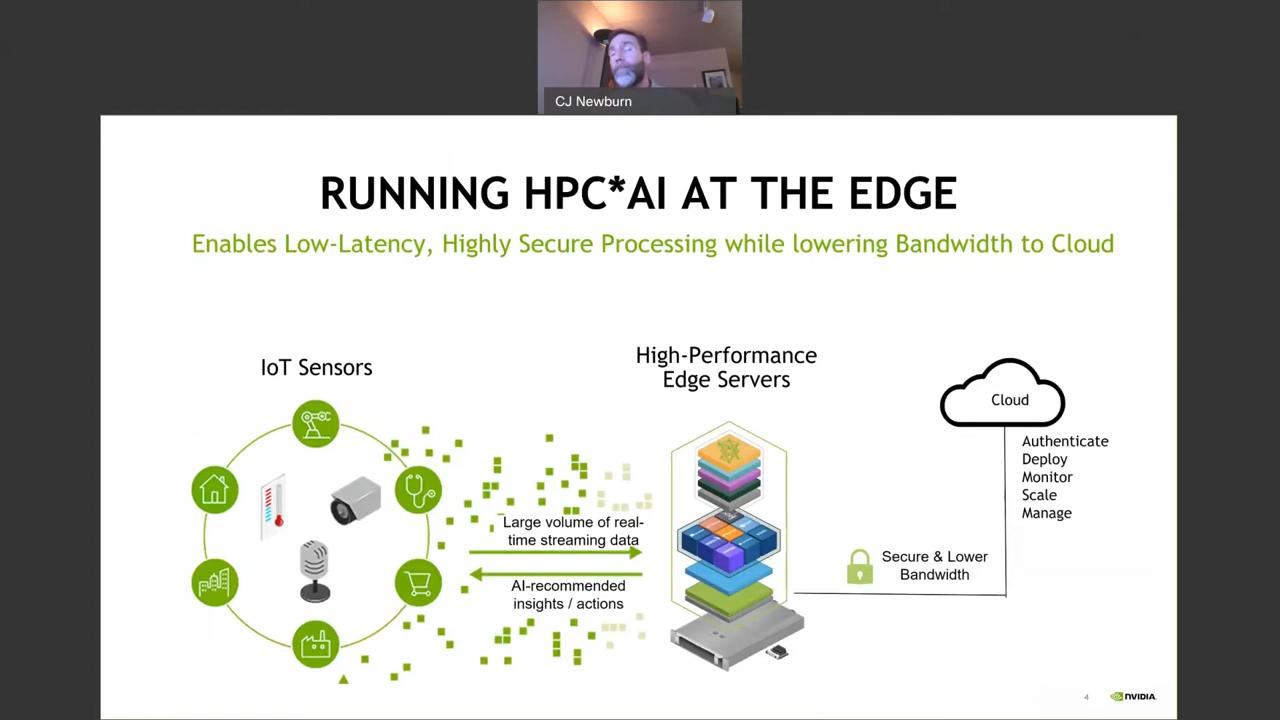 CJ Newburn
RUNNING HPC*AI AT THE EDGE
Enables Low-Latency, Highly Secure Processing while lowering Bandwidth to Cloud
IoT Sensors
High-Performance
Edge Servers
Cloud
Authenticate
Deploy
Monitor
Scale
Manage
Large volume of real-
time streaming data
AI-recommended
insights / actions
Secure & Lower
Bandwidth
4
NVIDIA.